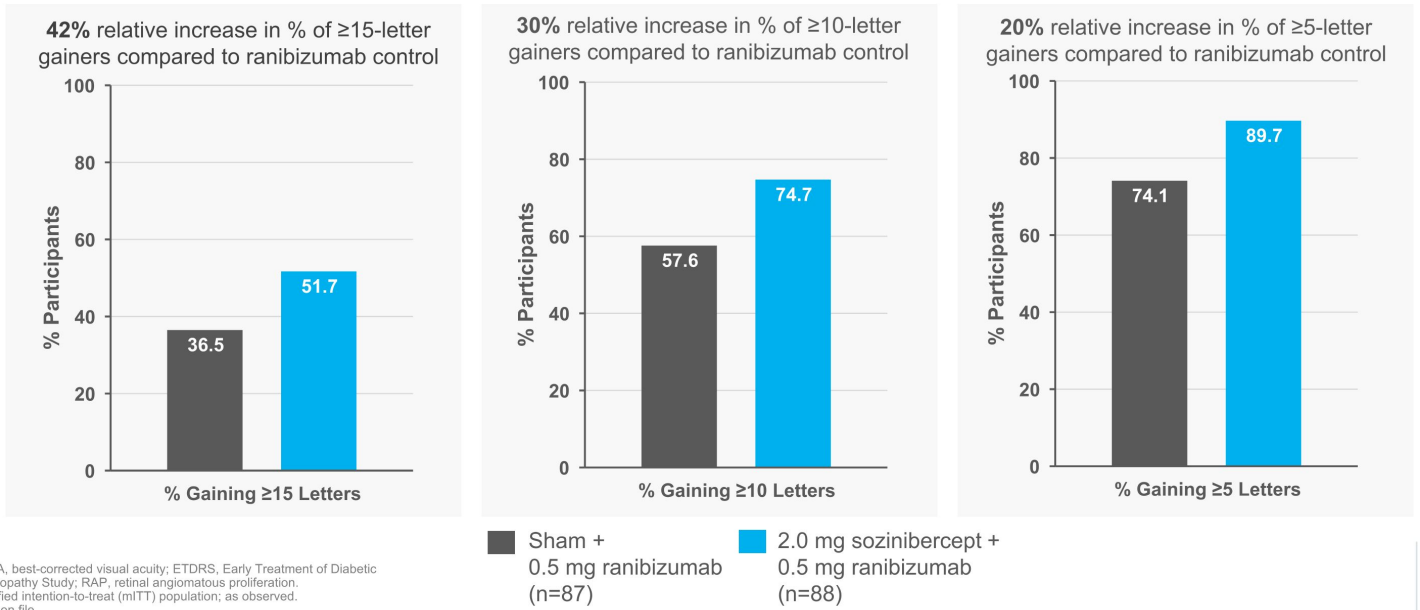 42% relative increase in % of ≥15-letter
gainers compared to ranibizumab control
100
80
60
40
20
0
% Participants
36.5
51.7
% Gaining ≥15 Letters
30% relative increase in % of ≥10-letter
gainers compared to ranibizumab control
100
80
60
40
20
0
% Participants
57.6
74.7
% Gaining ≥10 Letters
20% relative increase in % of ≥5-letter
gainers compared to ranibizumab control
100
80
60
40
20
0
% Participants
74.1
89.7
% Gaining ≥5 Letters
Sham +
0.5 mg ranibizumab
(n=87)
2.0 mg sozinibercept +
0.5 mg ranibizumab
(n=88)
A, best-corrected visual acuity; ETDRS, Early Treatment of Diabetic
opathy Study; RAP, retinal angiomatous proliferation.
fied intention-to-treat (mITT) population; as observed.
on file